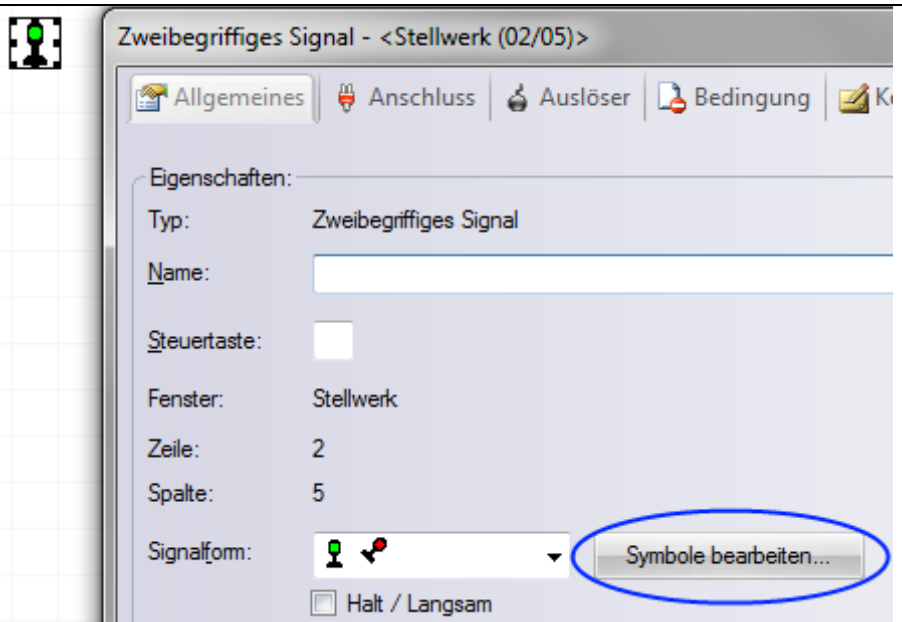 Zweibegriffiges Signal - <Stellwerk (02/05)>
Allgemeines Anschluss Auslöser Bedingung
Eigenschaften:
Typ: Zweibegriffiges Signal
Name:
Steuertaste:
Fenster: Stellwerk
Zeile: 2
Spalte: 5
Signalform: Symbole bearbeiten...
Halt / Langsam